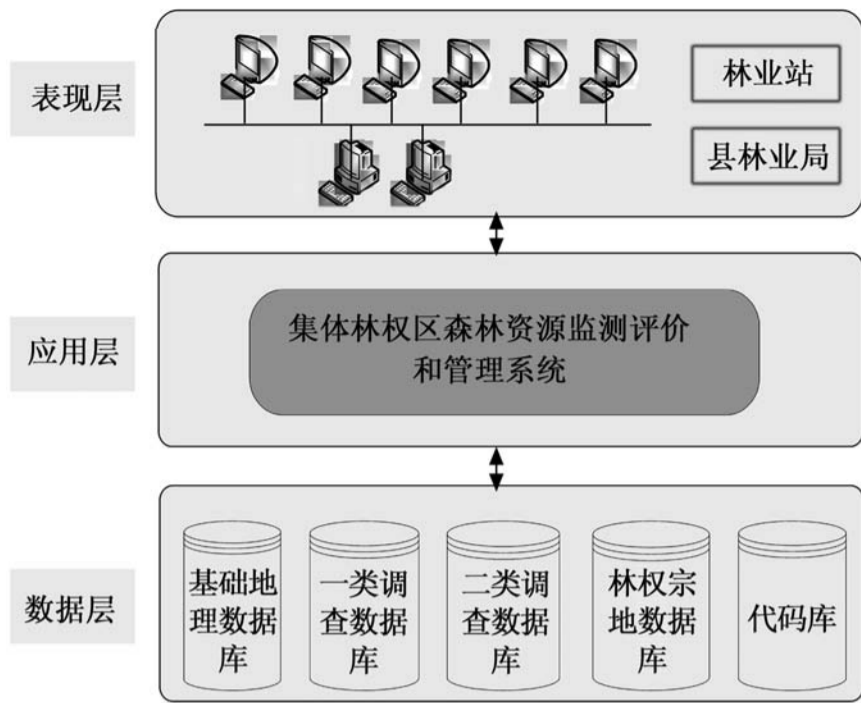 表现层
林业站
县林业局
应用层
集体林权区森林资源监测评价
和管理系统
数据层
基础地
理数据
库
一类调
查数据
库
二类调
查数据
库
林权宗
地数据
库
代码库